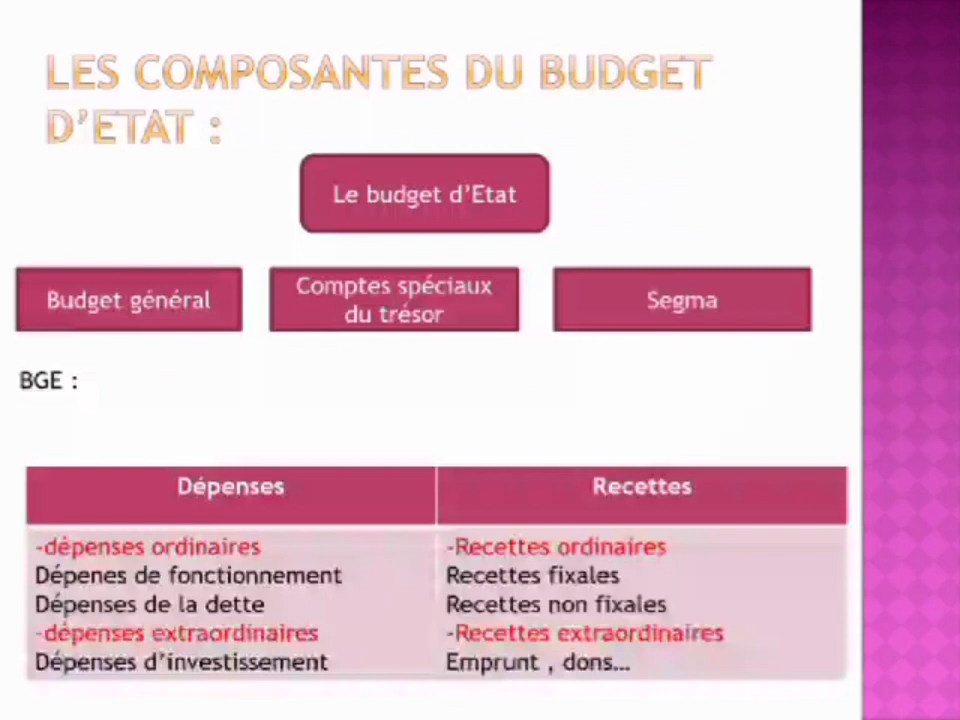 LES COMPOSANTES DU BUDGET
D’ETAT :
Le budget d’Etat
Budget général
Comptes spéciaux
du trésor
Segma
BGE :
Dépenses
Recettes
-dépenses ordinaires
Dépenes de fonctionnement
Dépenses de la dette
-dépenses extraordinaires
Dépenses d’investissement
-Recettes ordinaires
Recettes fixales
Recettes non fixales
-Recettes extraordinaires
Emprunt , dons…